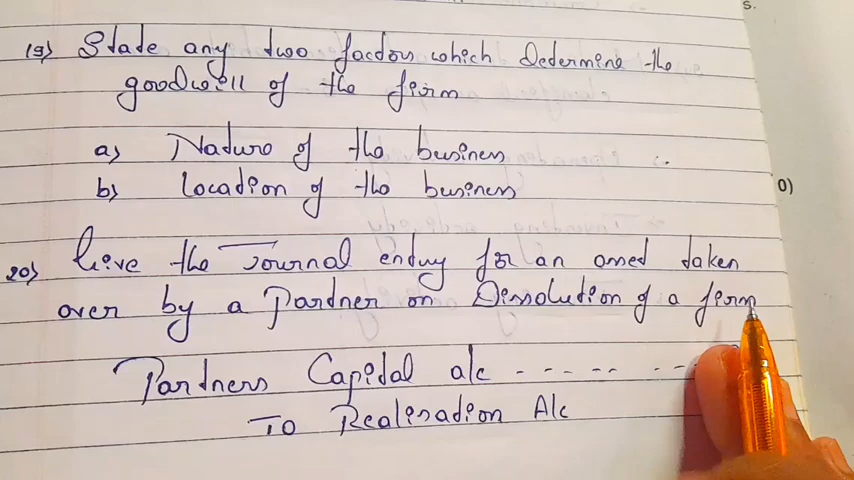 s.
19) State any two factors which Determine the
goodwill of the firm
a) Nature of the business
b) Location of the business
0)
20) Give the Journal entry for an asset taken
over by a Partner on Dissolution of a firm
Partners Capital a/c - - - - - - - -
To Realisation A/c